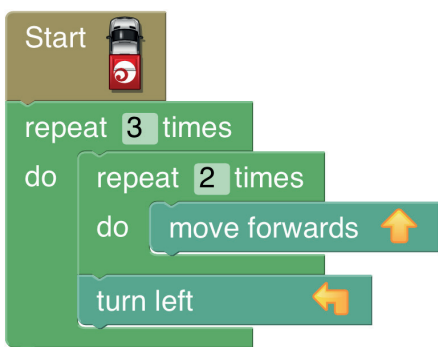 Start
repeat 3 times
do
repeat 2 times
do
move forwards
turn left